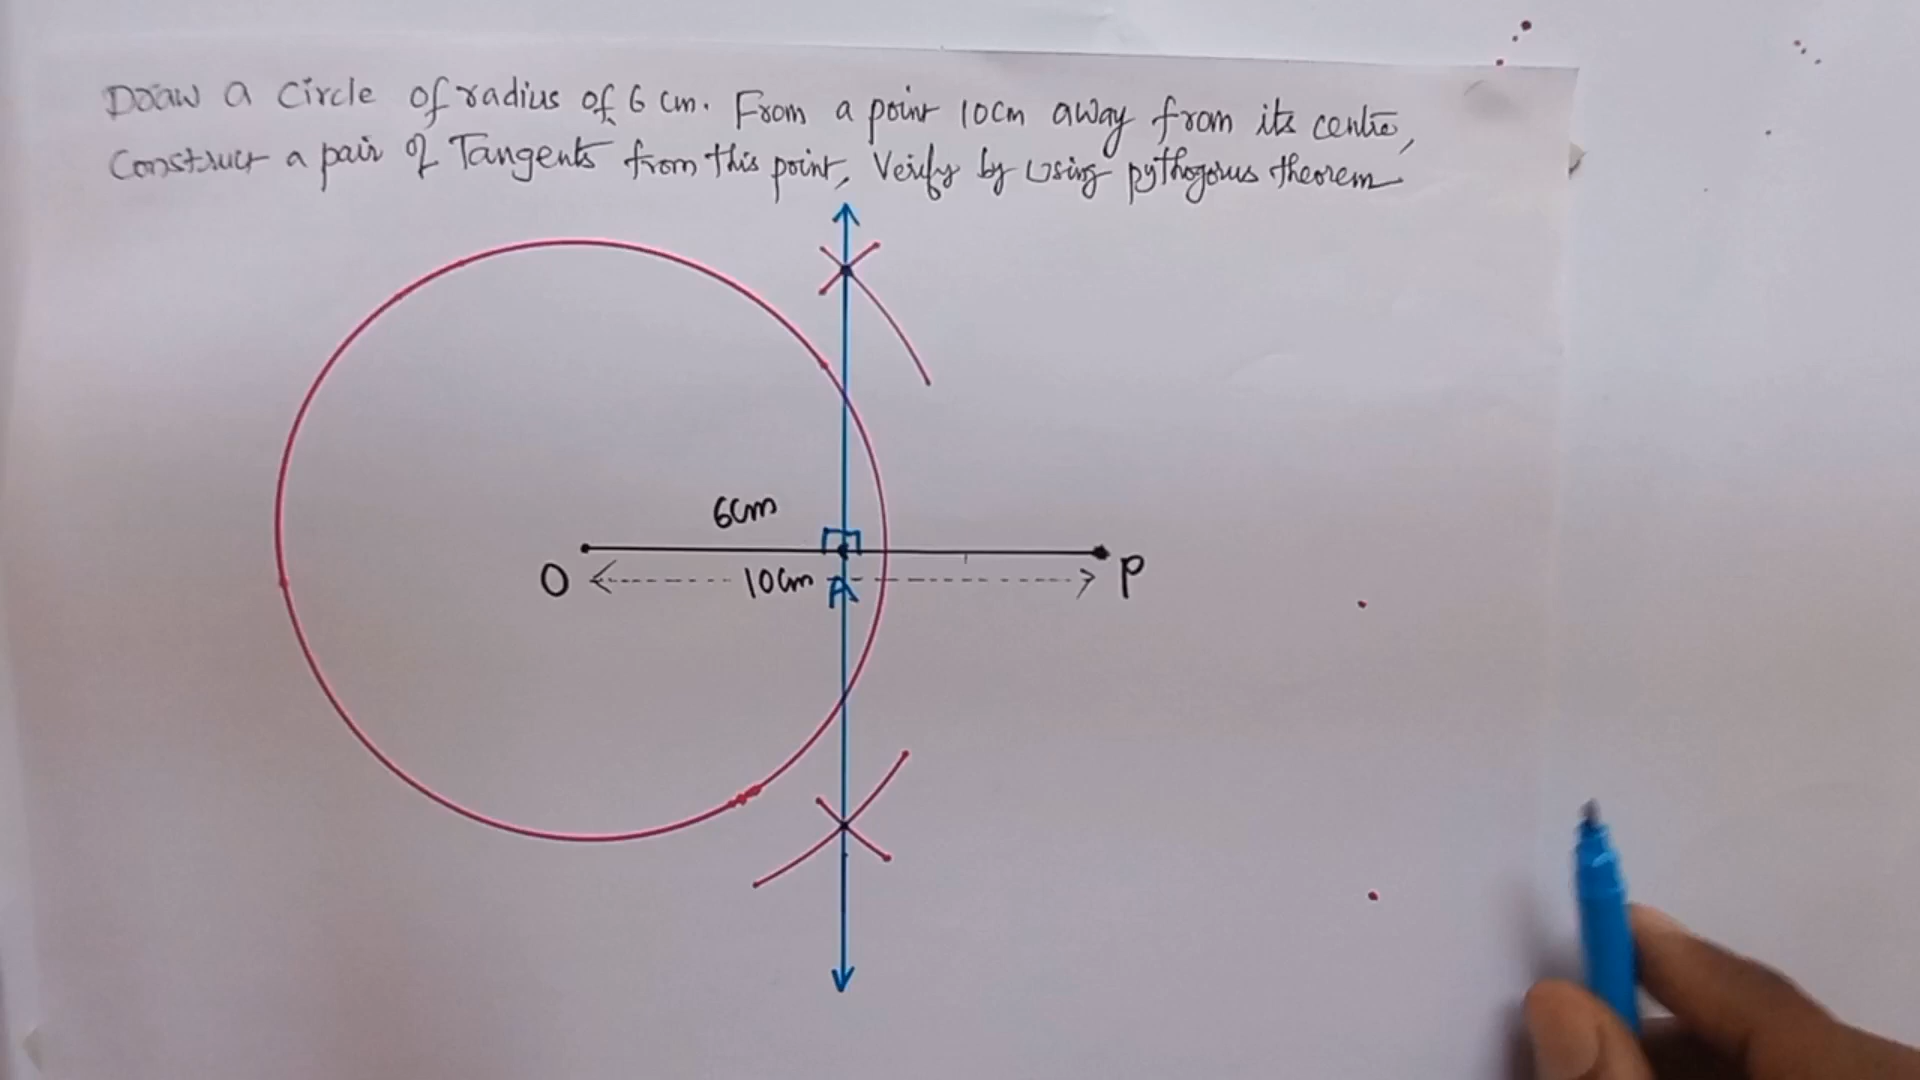 Draw a circle of radius of 6 cm. From a point 10cm away from its centre,
Construct a pair of Tangents from this point, Verify by Using pythogorus theorem
6cm
O 10cm A P